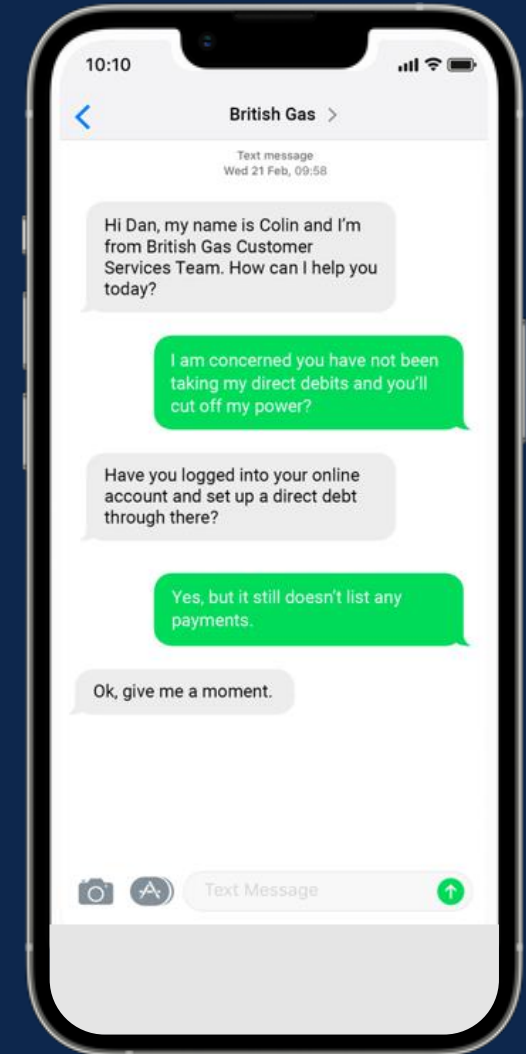 10:10
British Gas >
Text message
Wed 21 Feb, 09:58
Hi Dan, my name is Colin and I'm
from British Gas Customer
Services Team. How can I help you
today?
I am concerned you have not been
taking my direct debits and you'll
cut off my power?
Have you logged into your online
account and set up a direct debt
through there?
Yes, but it still doesn't list any
payments.
Ok, give me a moment.
Text Message